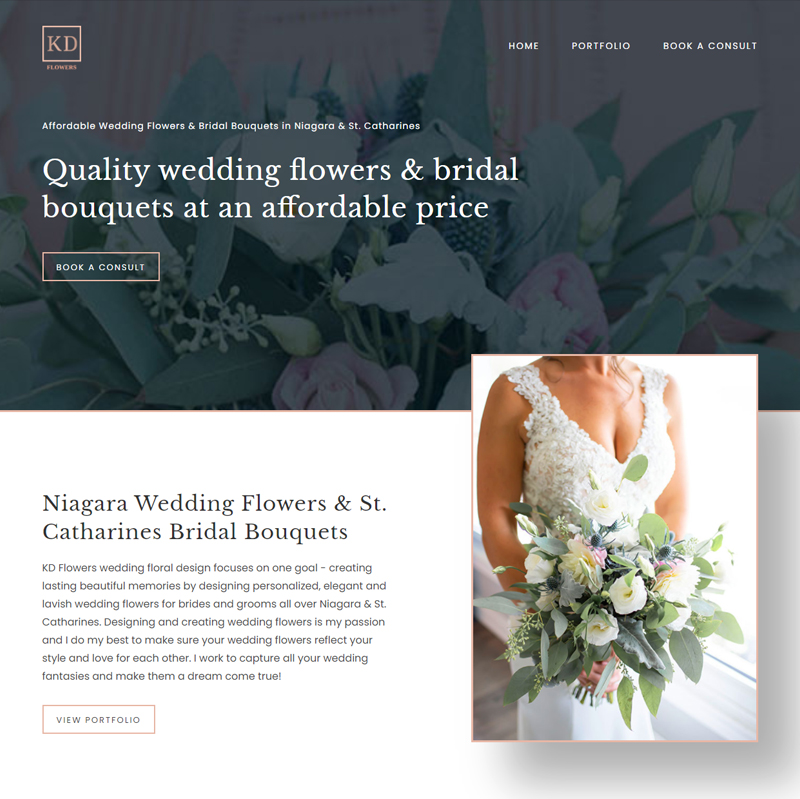 KD
FLOWERS
HOME PORTFOLIO BOOK A CONSULT
Affordable Wedding Flowers & Bridal Bouquets in Niagara & St. Catharines
Quality wedding flowers & bridal
bouquets at an affordable price
BOOK A CONSULT
Niagara Wedding Flowers & St.
Catharines Bridal Bouquets
KD Flowers wedding floral design focuses on one goal - creating
lasting beautiful memories by designing personalized, elegant and
lavish wedding flowers for brides and grooms all over Niagara & St.
Catharines. Designing and creating wedding flowers is my passion
and I do my best to make sure your wedding flowers reflect your
style and love for each other. I work to capture all your wedding
fantasies and make them a dream come true!
VIEW PORTFOLIO